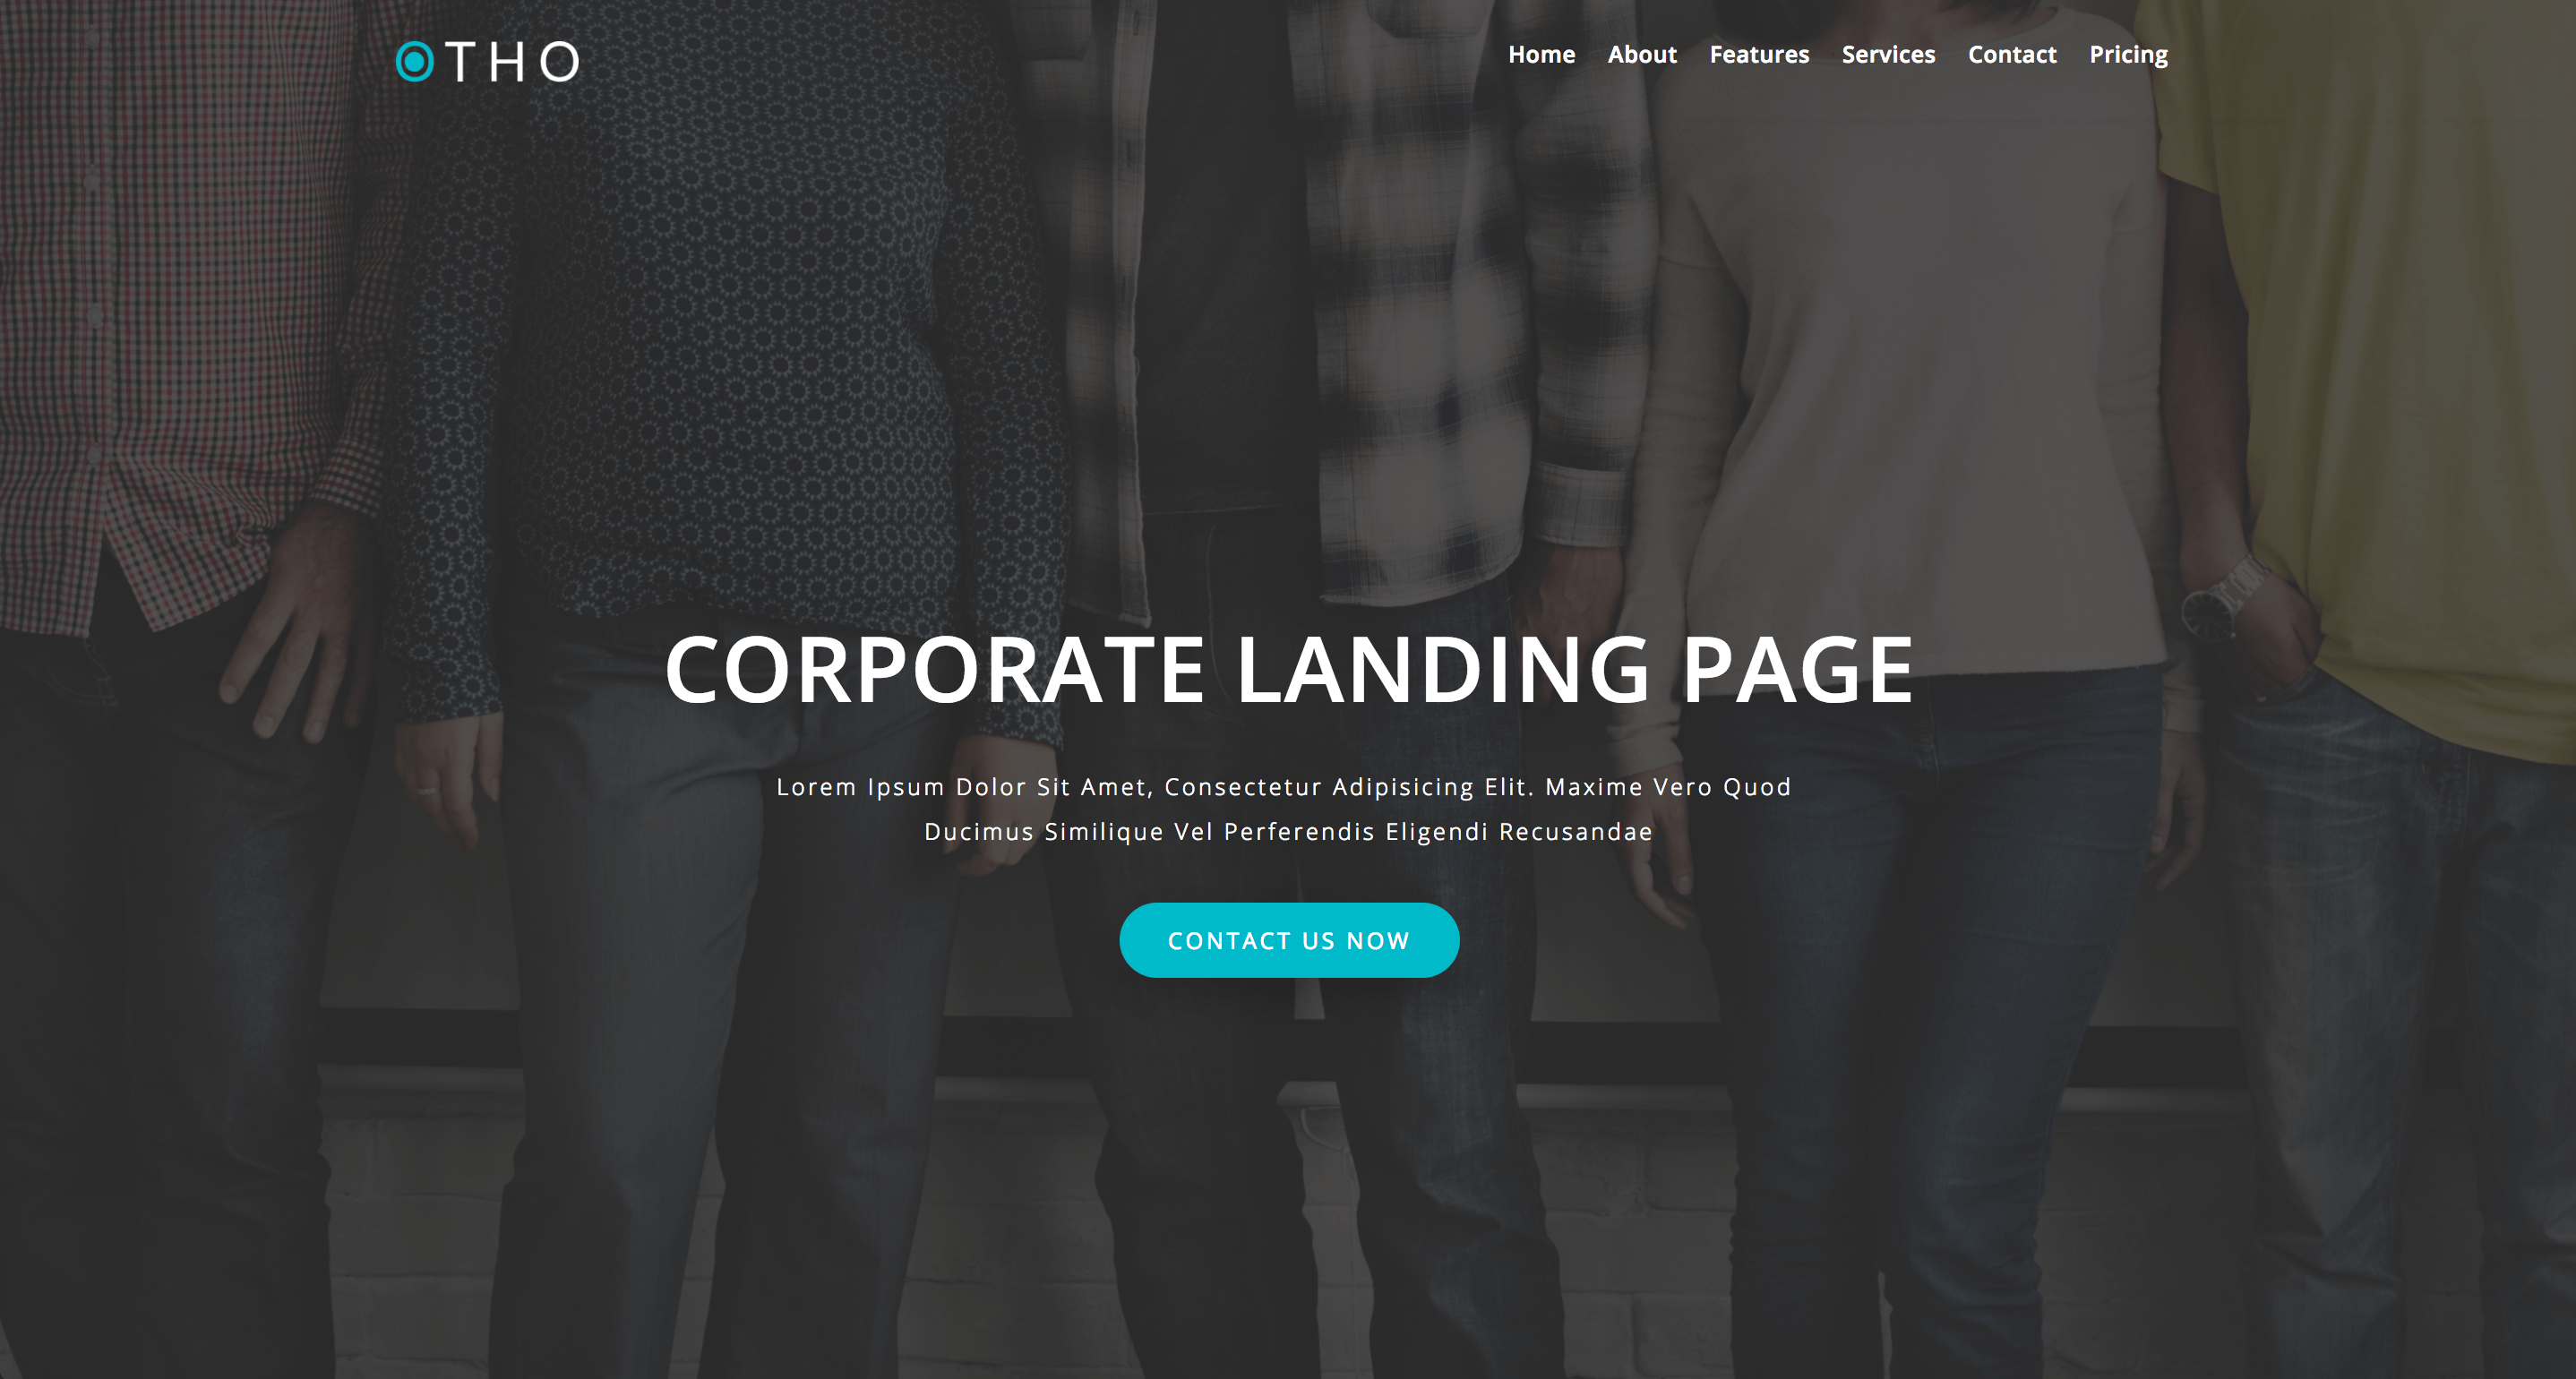 OTHO
Home About Features Services Contact Pricing
CORPORATE LANDING PAGE
Lorem Ipsum Dolor Sit Amet, Consectetur Adipisicing Elit. Maxime Vero Quod
Ducimus Similique Vel Perferendis Eligendi Recusandae
CONTACT US NOW